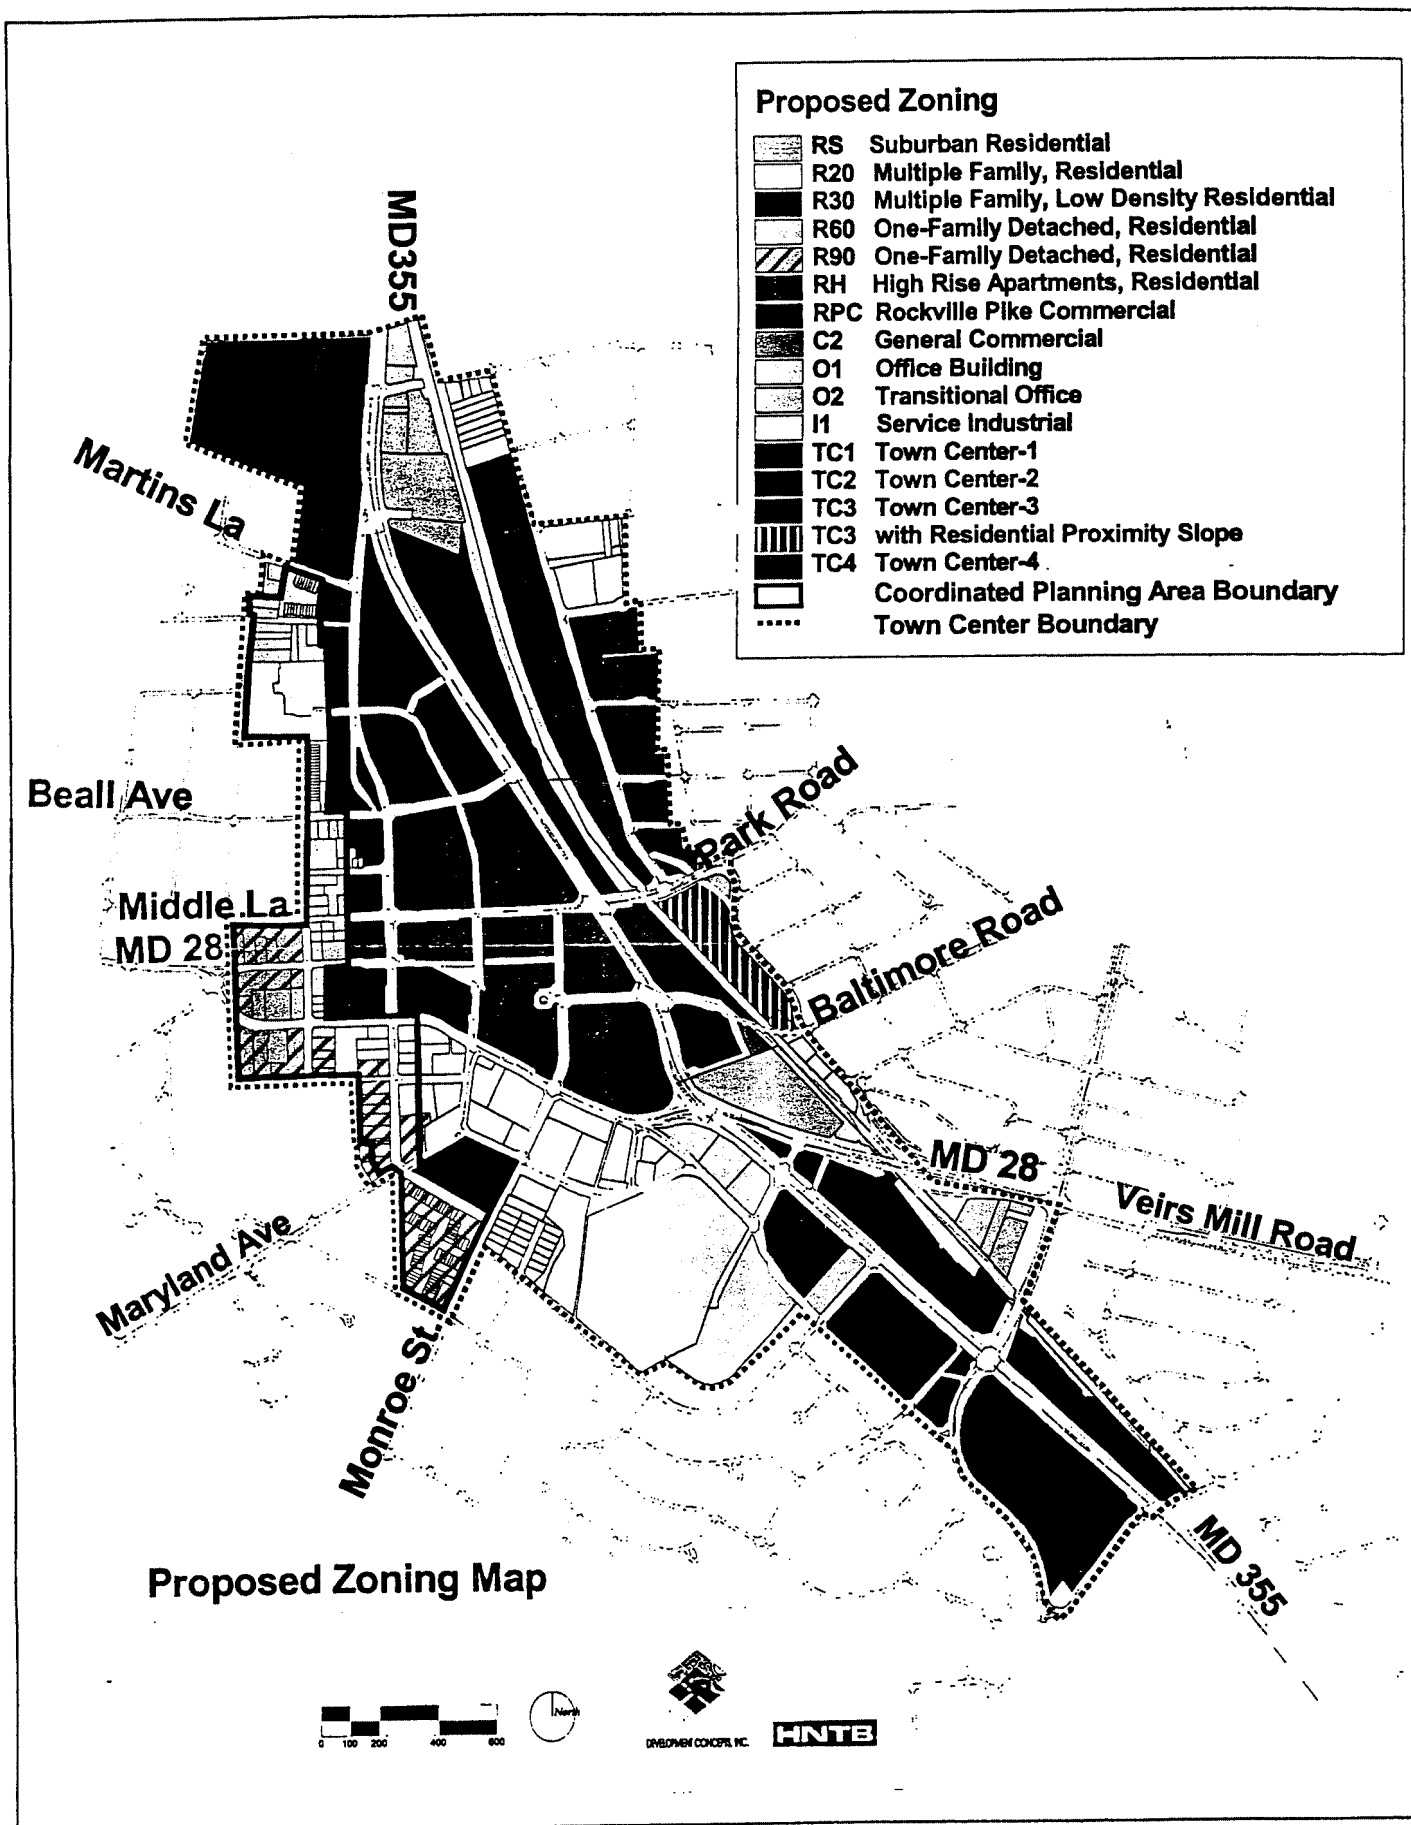 Proposed Zoning
RS Suburban Residential
R20 Multiple Family, Residential
R30 Multiple Family, Low Density Residential
R60 One-Family Detached, Residential
R90 One-Family Detached, Residential
RH High Rise Apartments, Residential
RPC Rockville Pike Commercial
C2 General Commercial
O1 Office Building
O2 Transitional Office
I1 Service Industrial
TC1 Town Center-1
TC2 Town Center-2
TC3 Town Center-3
TC3 with Residential Proximity Slope
TC4 Town Center-4
Coordinated Planning Area Boundary
Town Center Boundary
MD355
Martins La
Beall Ave
Park Road
Middle La
MD 28
Baltimore Road
MD 28
Veirs Mill Road
Maryland Ave
Monroe St.
MD 355
Proposed Zoning Map
North
0 100 200 400 600
DEVELOPMENT CONCEPTS, INC.
HNTB